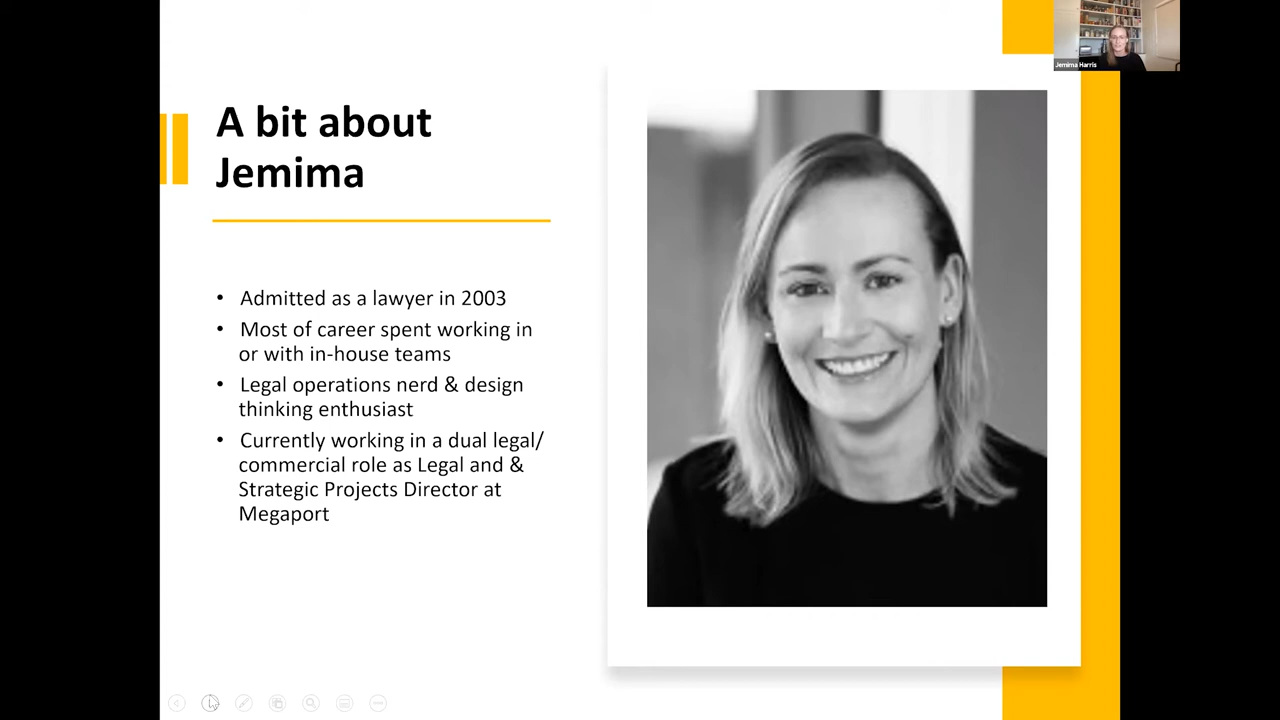 Jemima Harris
A bit about
Jemima
• Admitted as a lawyer in 2003
• Most of career spent working in
or with in-house teams
• Legal operations nerd & design
thinking enthusiast
• Currently working in a dual legal/
commercial role as Legal and &
Strategic Projects Director at
Megaport